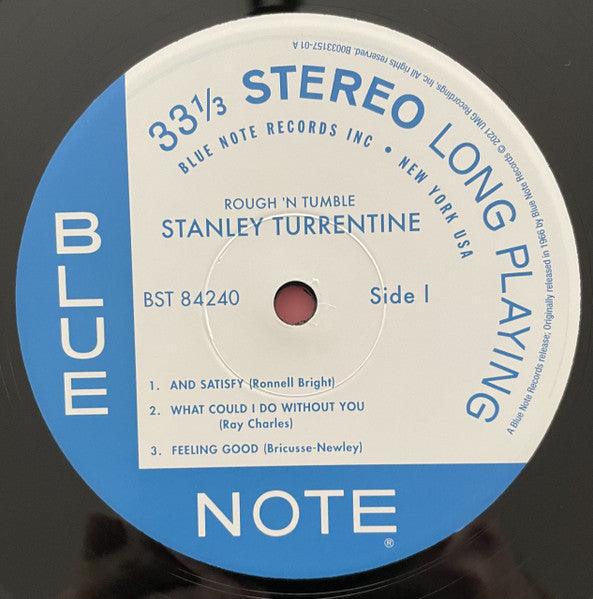 33⅓ STEREO LONG PLAYING
BLUE NOTE RECORDS INC • NEW YORK USA
A Blue Note Records release; Originally released in 1966 by Blue Note Records © 2021 UMG Recordings, Inc. All rights reserved. B0033157-01 A
ROUGH 'N TUMBLE
STANLEY TURRENTINE
BST 84240
Side 1
1. AND SATISFY (Ronnell Bright)
2. WHAT COULD I DO WITHOUT YOU
(Ray Charles)
3. FEELING GOOD (Bricusse-Newley)
BLUE
NOTE®